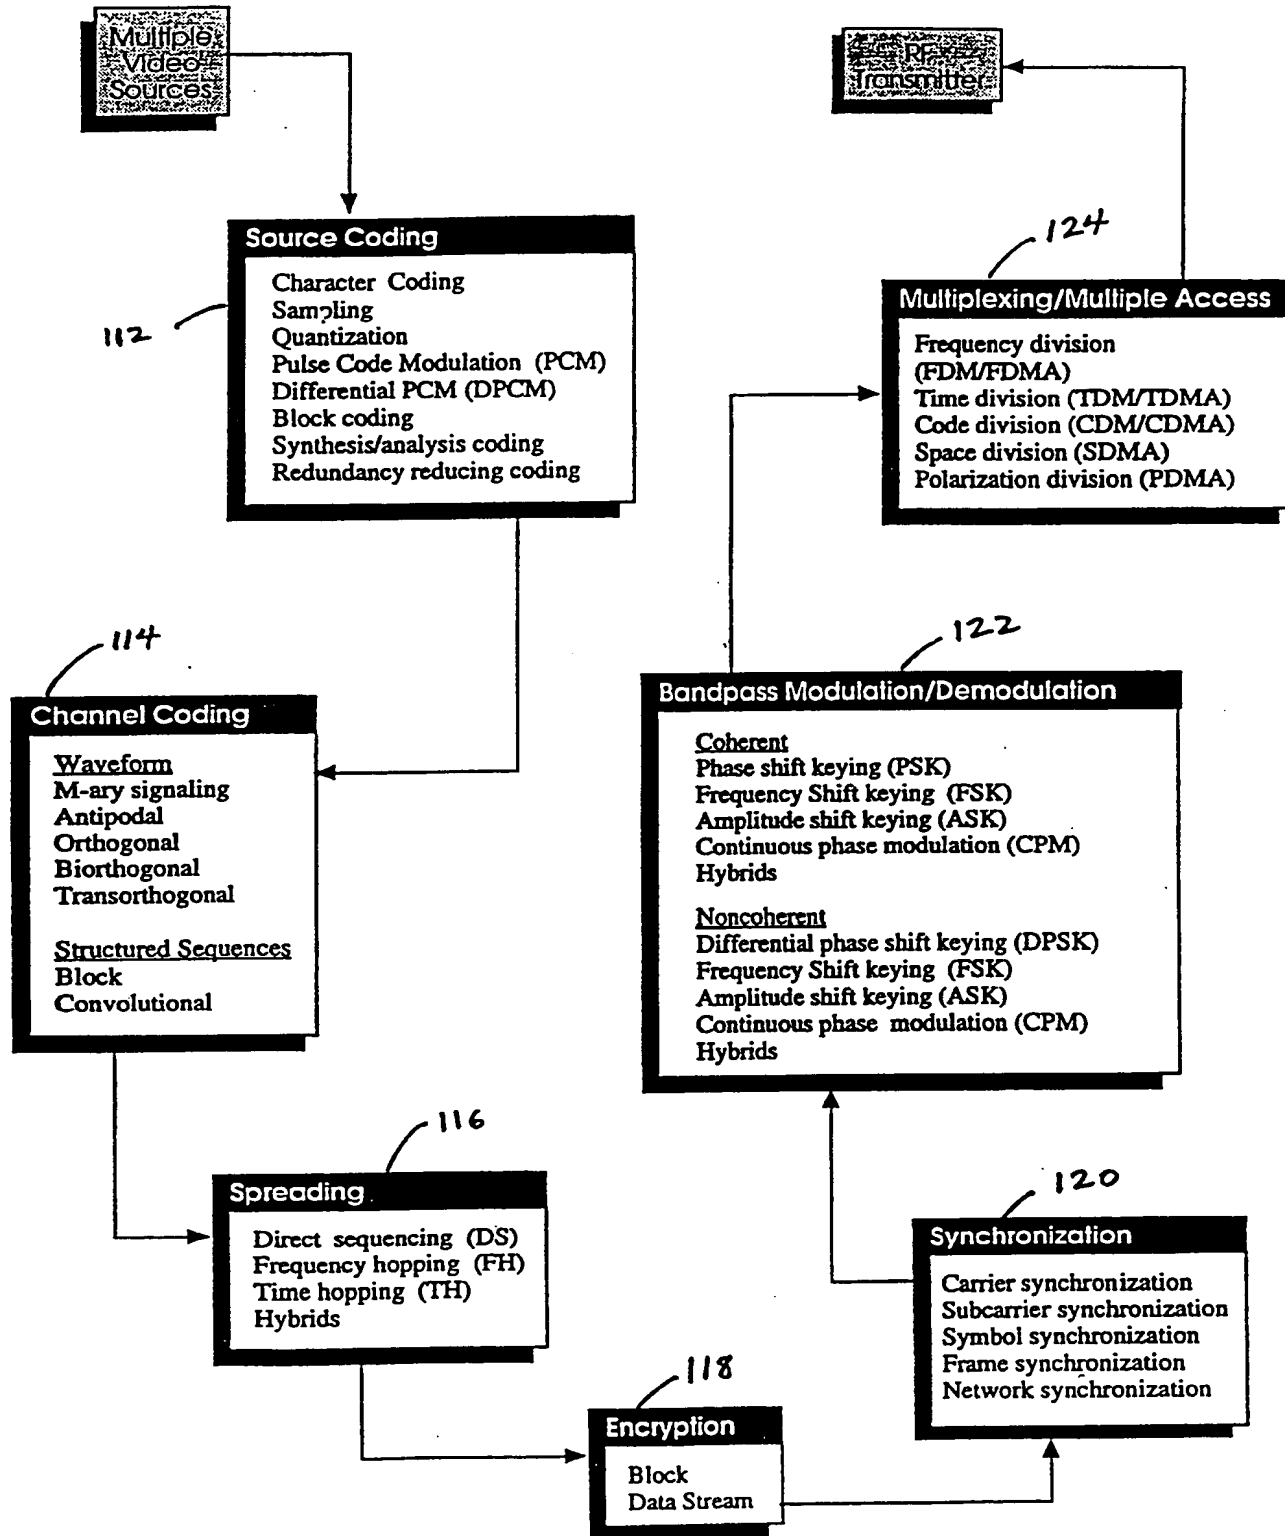 Multiple
Video
Sources
RF
Transmitter
Source Coding
Character Coding
Sampling
Quantization
Pulse Code Modulation (PCM)
Differential PCM (DPCM)
Block coding
Synthesis/analysis coding
Redundancy reducing coding
112
114
Channel Coding
Waveform
M-ary signaling
Antipodal
Orthogonal
Biorthogonal
Transorthogonal
Structured Sequences
Block
Convolutional
116
Spreading
Direct sequencing (DS)
Frequency hopping (FH)
Time hopping (TH)
Hybrids
118
Encryption
Block
Data Stream
120
Synchronization
Carrier synchronization
Subcarrier synchronization
Symbol synchronization
Frame synchronization
Network synchronization
122
Bandpass Modulation/Demodulation
Coherent
Phase shift keying (PSK)
Frequency Shift keying (FSK)
Amplitude shift keying (ASK)
Continuous phase modulation (CPM)
Hybrids
Noncoherent
Differential phase shift keying (DPSK)
Frequency Shift keying (FSK)
Amplitude shift keying (ASK)
Continuous phase modulation (CPM)
Hybrids
124
Multiplexing/Multiple Access
Frequency division
(FDM/FDMA)
Time division (TDM/TDMA)
Code division (CDM/CDMA)
Space division (SDMA)
Polarization division (PDMA)